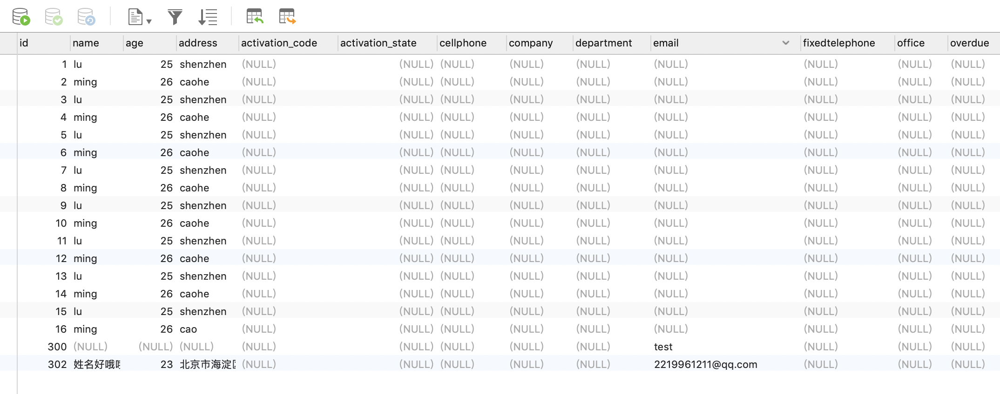 id name age address activation_code activation_state cellphone company department email fixedtelephone office overdue
1 lu 25 shenzhen (NULL) (NULL) (NULL) (NULL) (NULL) (NULL) (NULL) (NULL) (NULL)
2 ming 26 caohe (NULL) (NULL) (NULL) (NULL) (NULL) (NULL) (NULL) (NULL) (NULL)
3 lu 25 shenzhen (NULL) (NULL) (NULL) (NULL) (NULL) (NULL) (NULL) (NULL) (NULL)
4 ming 26 caohe (NULL) (NULL) (NULL) (NULL) (NULL) (NULL) (NULL) (NULL) (NULL)
5 lu 25 shenzhen (NULL) (NULL) (NULL) (NULL) (NULL) (NULL) (NULL) (NULL) (NULL)
6 ming 26 caohe (NULL) (NULL) (NULL) (NULL) (NULL) (NULL) (NULL) (NULL) (NULL)
7 lu 25 shenzhen (NULL) (NULL) (NULL) (NULL) (NULL) (NULL) (NULL) (NULL) (NULL)
8 ming 26 caohe (NULL) (NULL) (NULL) (NULL) (NULL) (NULL) (NULL) (NULL) (NULL)
9 lu 25 shenzhen (NULL) (NULL) (NULL) (NULL) (NULL) (NULL) (NULL) (NULL) (NULL)
10 ming 26 caohe (NULL) (NULL) (NULL) (NULL) (NULL) (NULL) (NULL) (NULL) (NULL)
11 lu 25 shenzhen (NULL) (NULL) (NULL) (NULL) (NULL) (NULL) (NULL) (NULL) (NULL)
12 ming 26 caohe (NULL) (NULL) (NULL) (NULL) (NULL) (NULL) (NULL) (NULL) (NULL)
13 lu 25 shenzhen (NULL) (NULL) (NULL) (NULL) (NULL) (NULL) (NULL) (NULL) (NULL)
14 ming 26 caohe (NULL) (NULL) (NULL) (NULL) (NULL) (NULL) (NULL) (NULL) (NULL)
15 lu 25 shenzhen (NULL) (NULL) (NULL) (NULL) (NULL) (NULL) (NULL) (NULL) (NULL)
16 ming 26 cao (NULL) (NULL) (NULL) (NULL) (NULL) (NULL) (NULL) (NULL) (NULL)
300 (NULL) (NULL) (NULL) (NULL) (NULL) (NULL) (NULL) (NULL) test (NULL) (NULL) (NULL)
302 姓名好哦 23 北京市海淀 (NULL) (NULL) (NULL) (NULL) (NULL) 2219961211@qq.com (NULL) (NULL) (NULL)